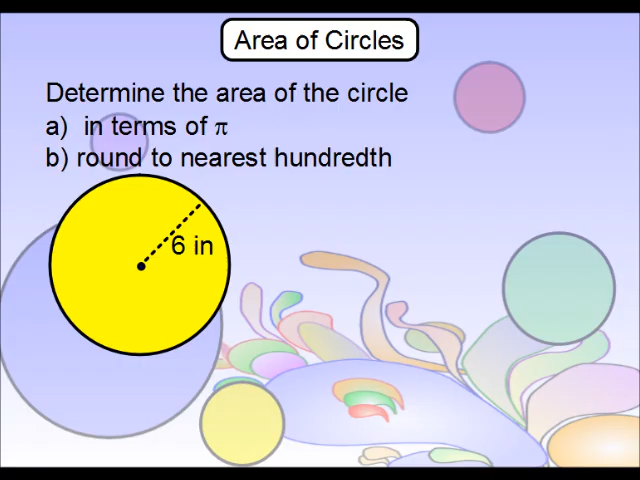 Area of Circles
Determine the area of the circle
a) in terms of π
b) round to nearest hundredth
6 in